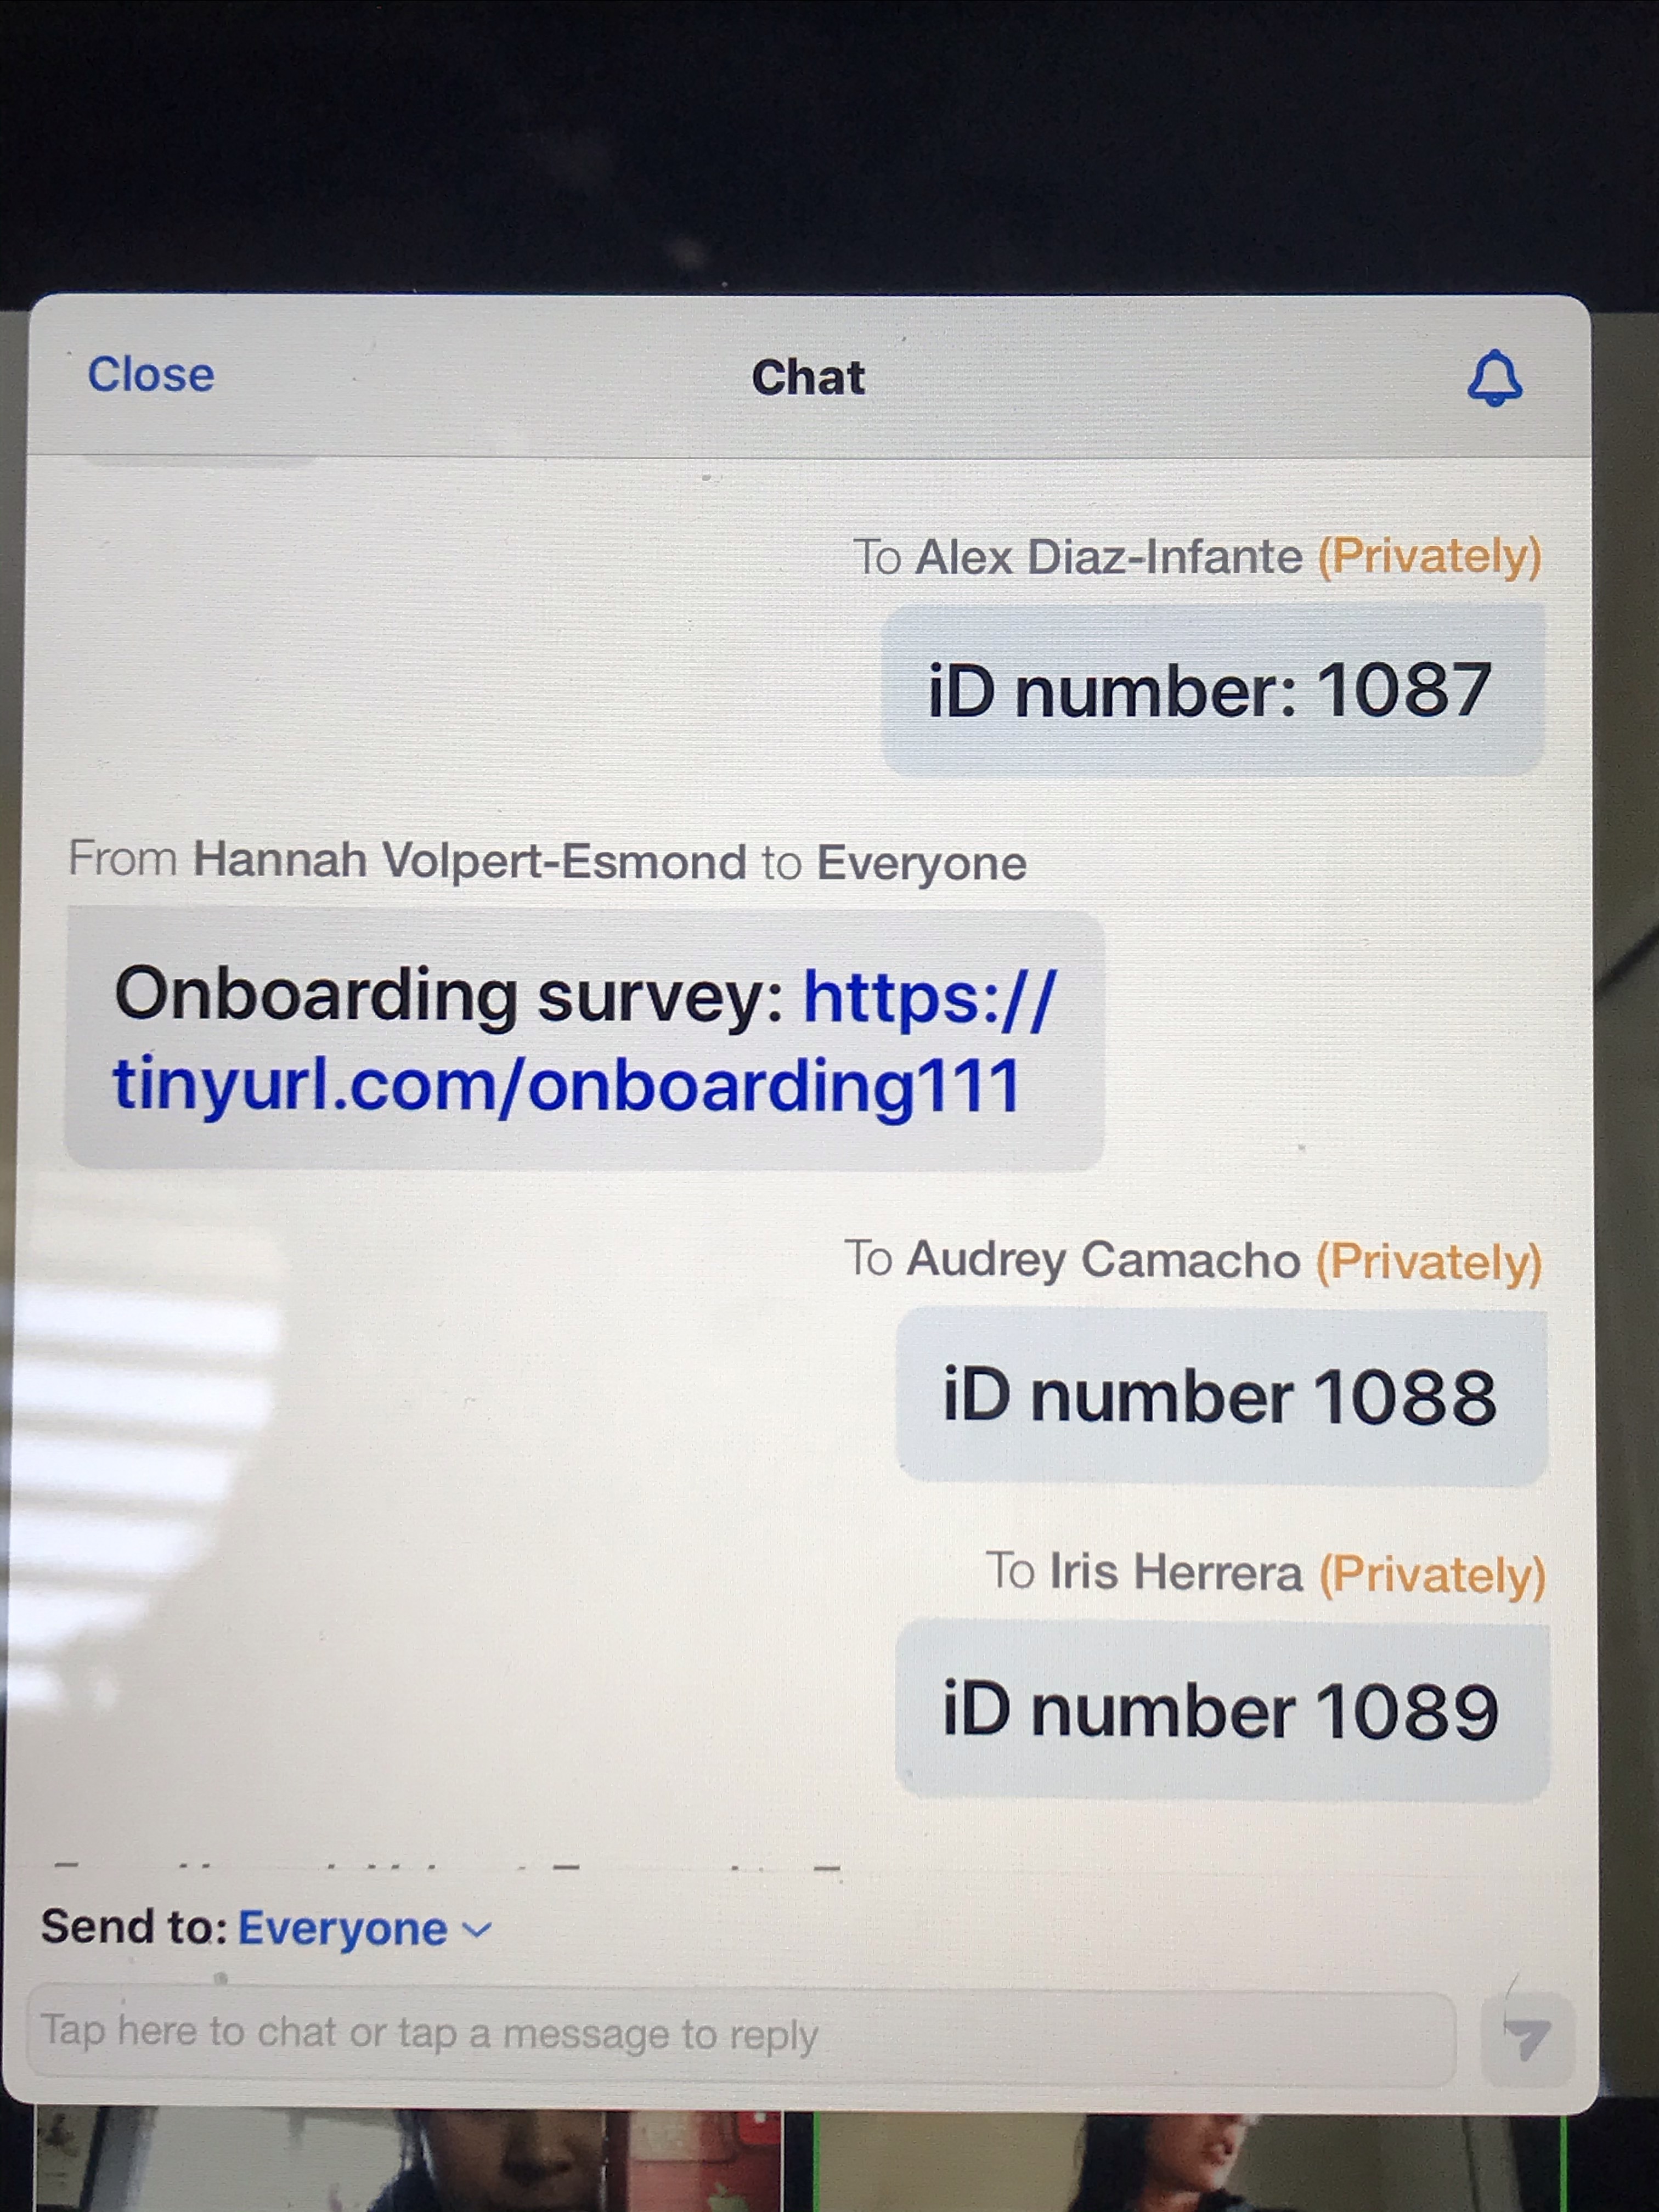 Close
Chat
To Alex Diaz-Infante (Privately)
iD number: 1087
From Hannah Volpert-Esmond to Everyone
Onboarding survey: https://
tinyurl.com/onboarding111
To Audrey Camacho (Privately)
iD number 1088
To Iris Herrera (Privately)
iD number 1089
Send to: Everyone
Tap here to chat or tap a message to reply